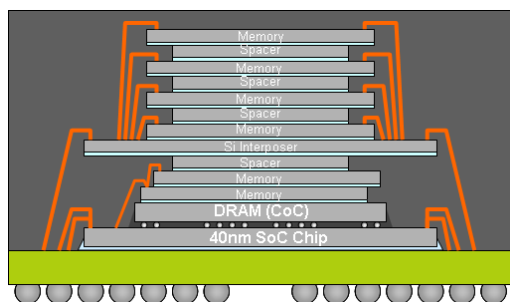 Memory
Spacer
Memory
Spacer
Memory
Spacer
Memory
Si Interposer
Spacer
Memory
Memory
DRAM (CoC)
40nm SoC Chip